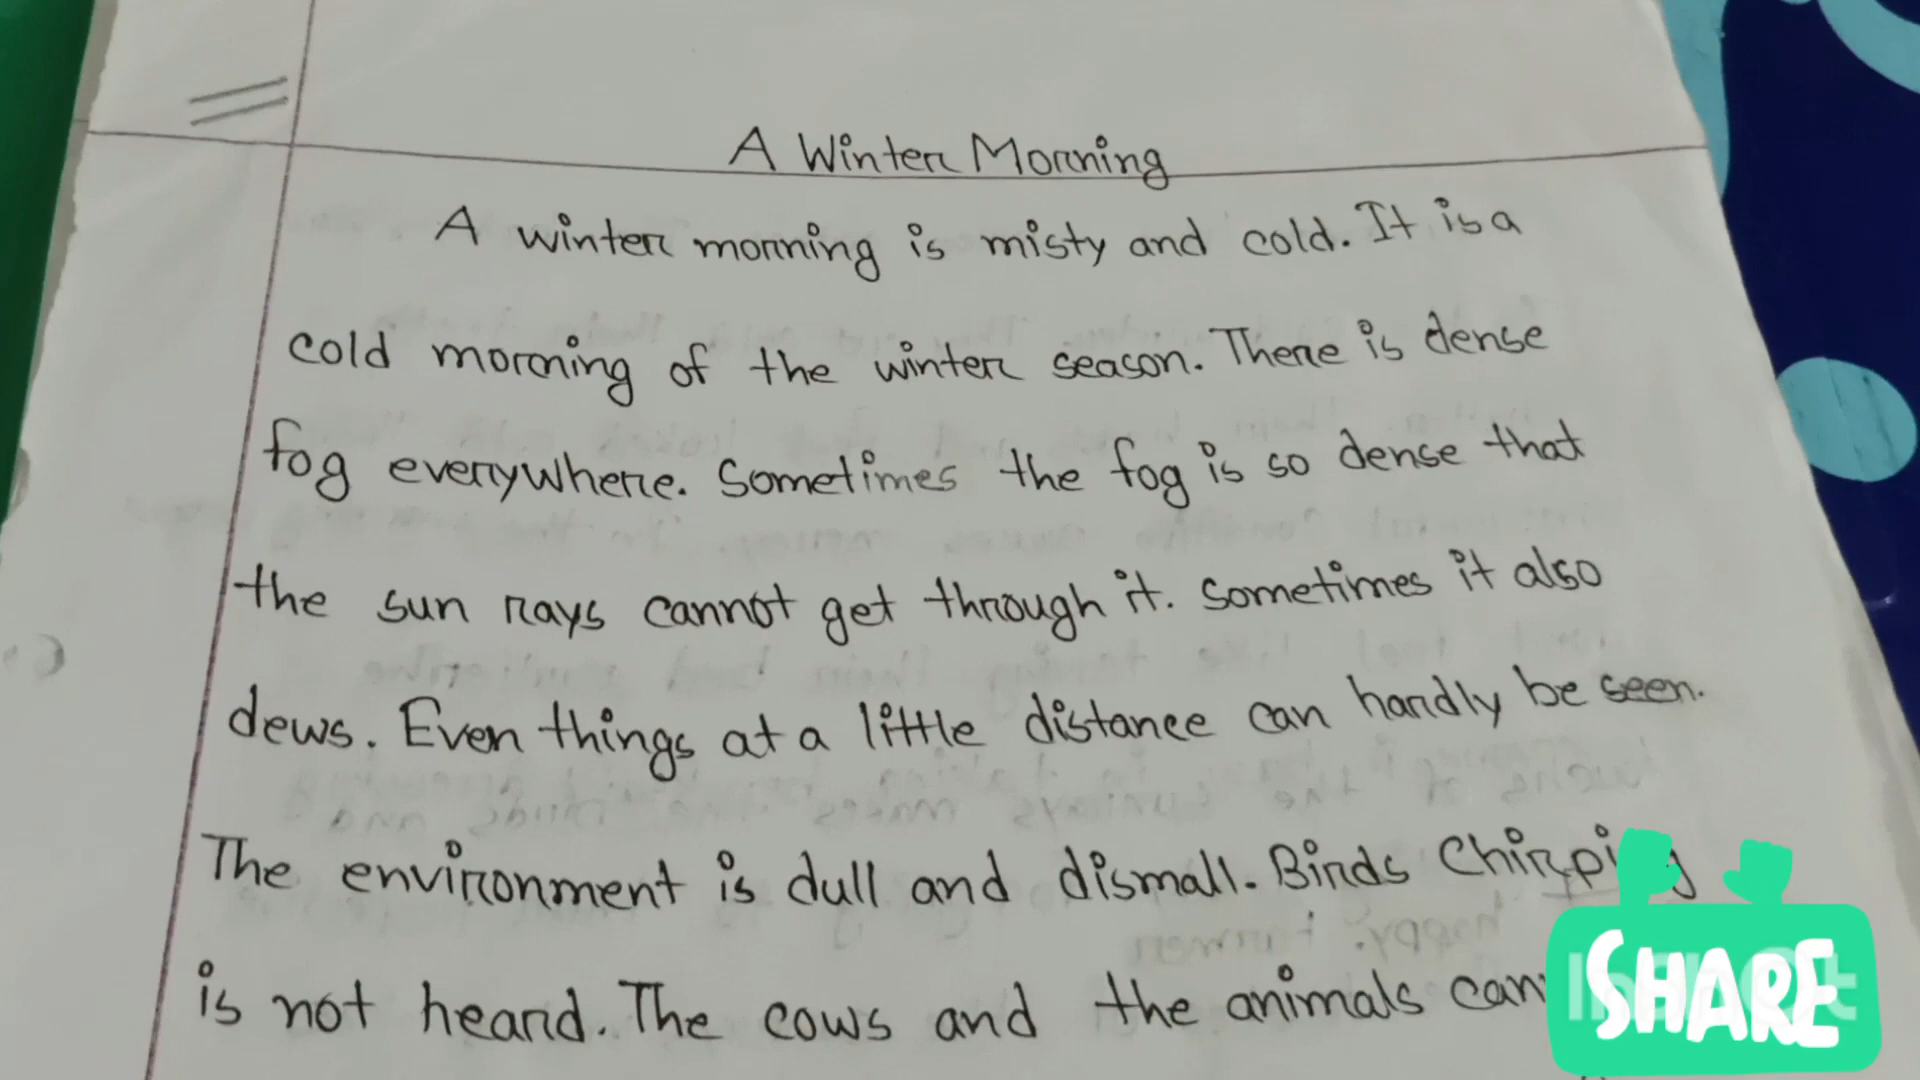 A Winter Morning
A winter morning is misty and cold. It is a
cold morning of the winter season. There is dense
fog everywhere. Sometimes the fog is so dense that
the sun rays cannot get through it. Sometimes it also
dews. Even things at a little distance can hardly be seen.
The environment is dull and dismall. Birds Chirping
is not heard. The cows and the animals can
SHARE